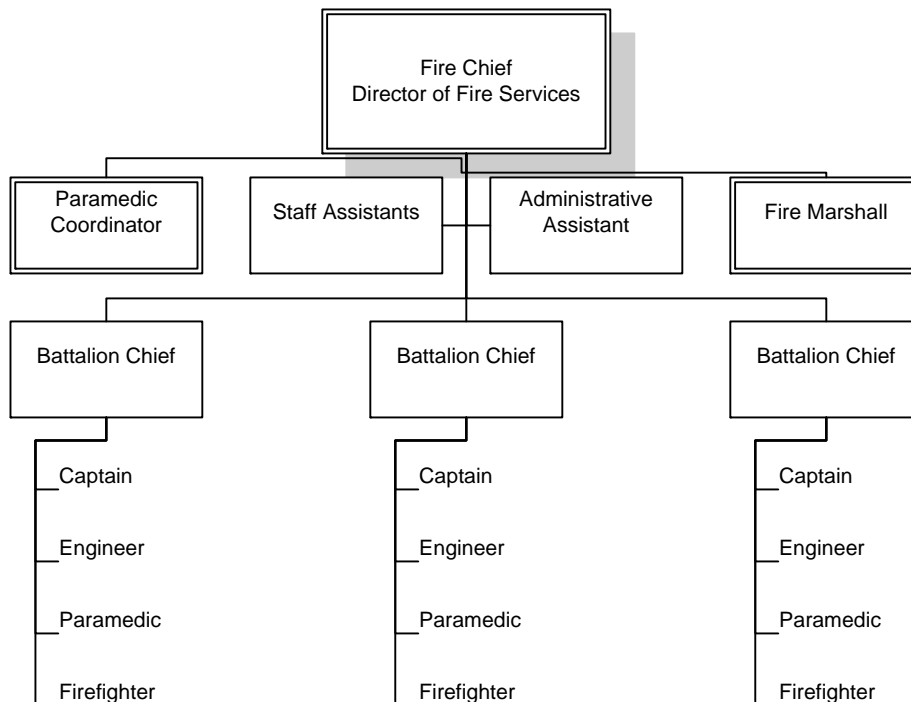 Fire Chief
Director of Fire Services
Paramedic
Coordinator
Staff Assistants
Administrative
Assistant
Fire Marshall
Battalion Chief
Battalion Chief
Battalion Chief
Captain
Captain
Captain
Engineer
Engineer
Engineer
Paramedic
Paramedic
Paramedic
Firefighter
Firefighter
Firefighter